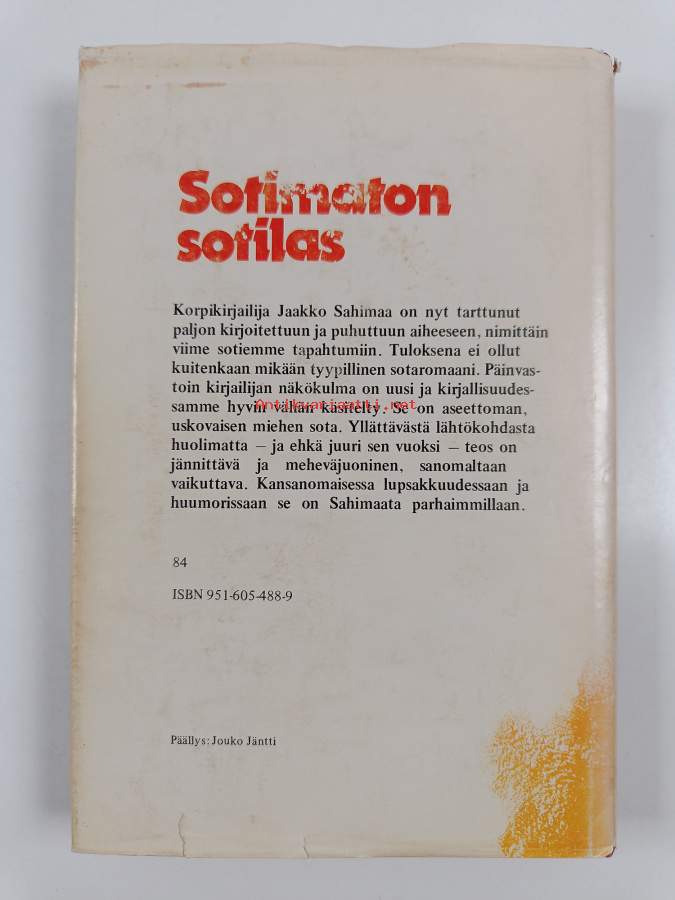 Sotimaton
sotilas
Korpikirjailija Jaakko Sahimaa on nyt tarttunut
paljon kirjoitettuun ja puhuttuun aiheeseen, nimittäin
viime sotiemme tapahtumiin. Tuloksena ei ollut
kuitenkaan mikään tyypillinen sotaromaani. Päinvas-
toin kirjailijan näkökulma on uusi ja kirjallisuudes-
samme hyvin vähän käsitelty. Se on aseettoman,
Antikvariaatti.net
uskovaisen miehen sota. Yllättävästä lähtökohdasta
huolimatta – ja ehkä juuri sen vuoksi – teos on
jännittävä ja meheväjuoninen, sanomaltaan
vaikuttava. Kansanomaisessa lupsakkuudessaan ja
huumorissaan se on Sahimaata parhaimmillaan.
84
ISBN 951-605-488-9
Päällys: Jouko Jäntti